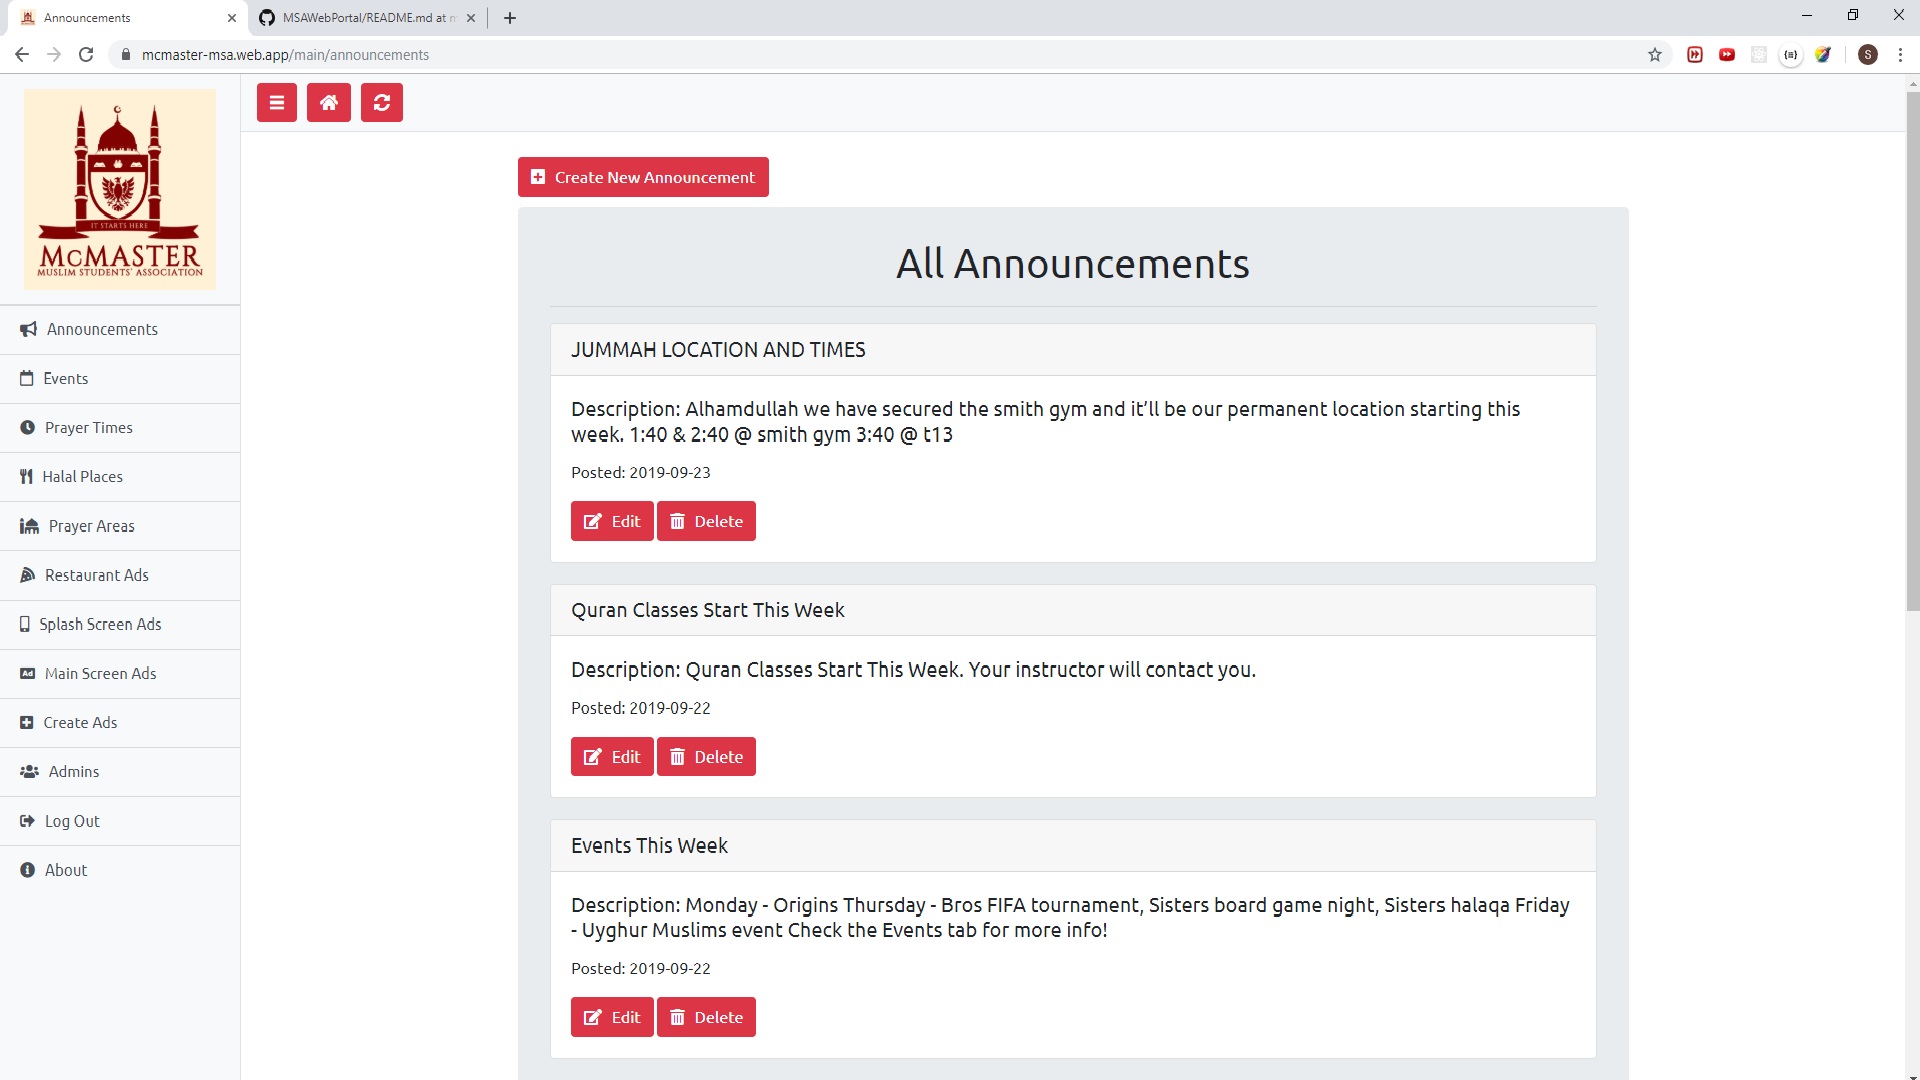 Announcements
MSAWebPortal/README.md at m
mcmaster-msa.web.app/main/announcements
S
IT STARTS HERE
McMASTER
MUSLIM STUDENTS' ASSOCIATION
Announcements
Events
Prayer Times
Halal Places
Prayer Areas
Restaurant Ads
Splash Screen Ads
Ad Main Screen Ads
Create Ads
Admins
Log Out
About
Create New Announcement
All Announcements
JUMMAH LOCATION AND TIMES
Description: Alhamdullah we have secured the smith gym and it’ll be our permanent location starting this
week. 1:40 & 2:40 @ smith gym 3:40 @ t13
Posted: 2019-09-23
Edit Delete
Quran Classes Start This Week
Description: Quran Classes Start This Week. Your instructor will contact you.
Posted: 2019-09-22
Edit Delete
Events This Week
Description: Monday - Origins Thursday - Bros FIFA tournament, Sisters board game night, Sisters halaqa Friday
- Uyghur Muslims event Check the Events tab for more info!
Posted: 2019-09-22
Edit Delete